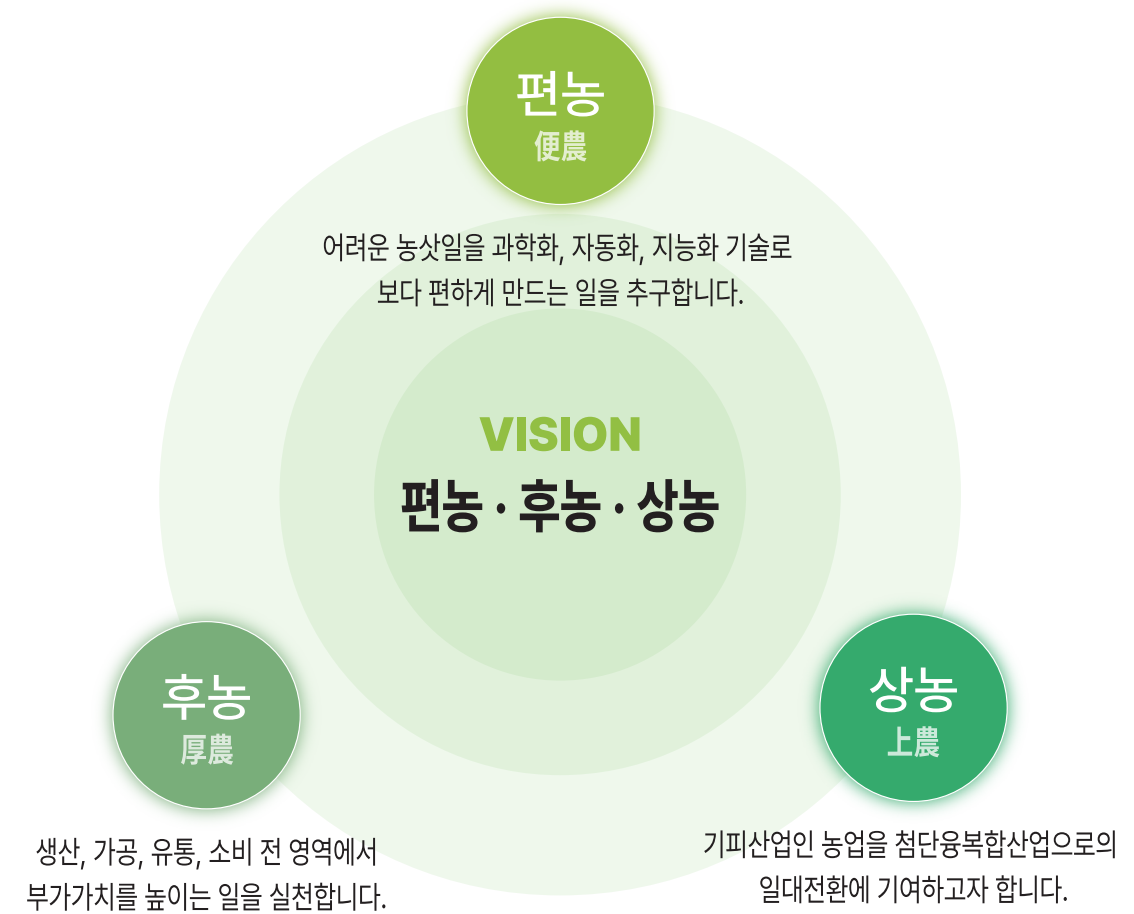 편농
便農
어려운 농삿일을 과학화, 자동화, 지능화 기술로
보다 편하게 만드는 일을 추구합니다.
VISION
편농 · 후농 · 상농
후농
厚農
생산, 가공, 유통, 소비 전 영역에서
부가가치를 높이는 일을 실천합니다.
상농
上農
기피산업인 농업을 첨단융복합산업으로의
일대전환에 기여하고자 합니다.